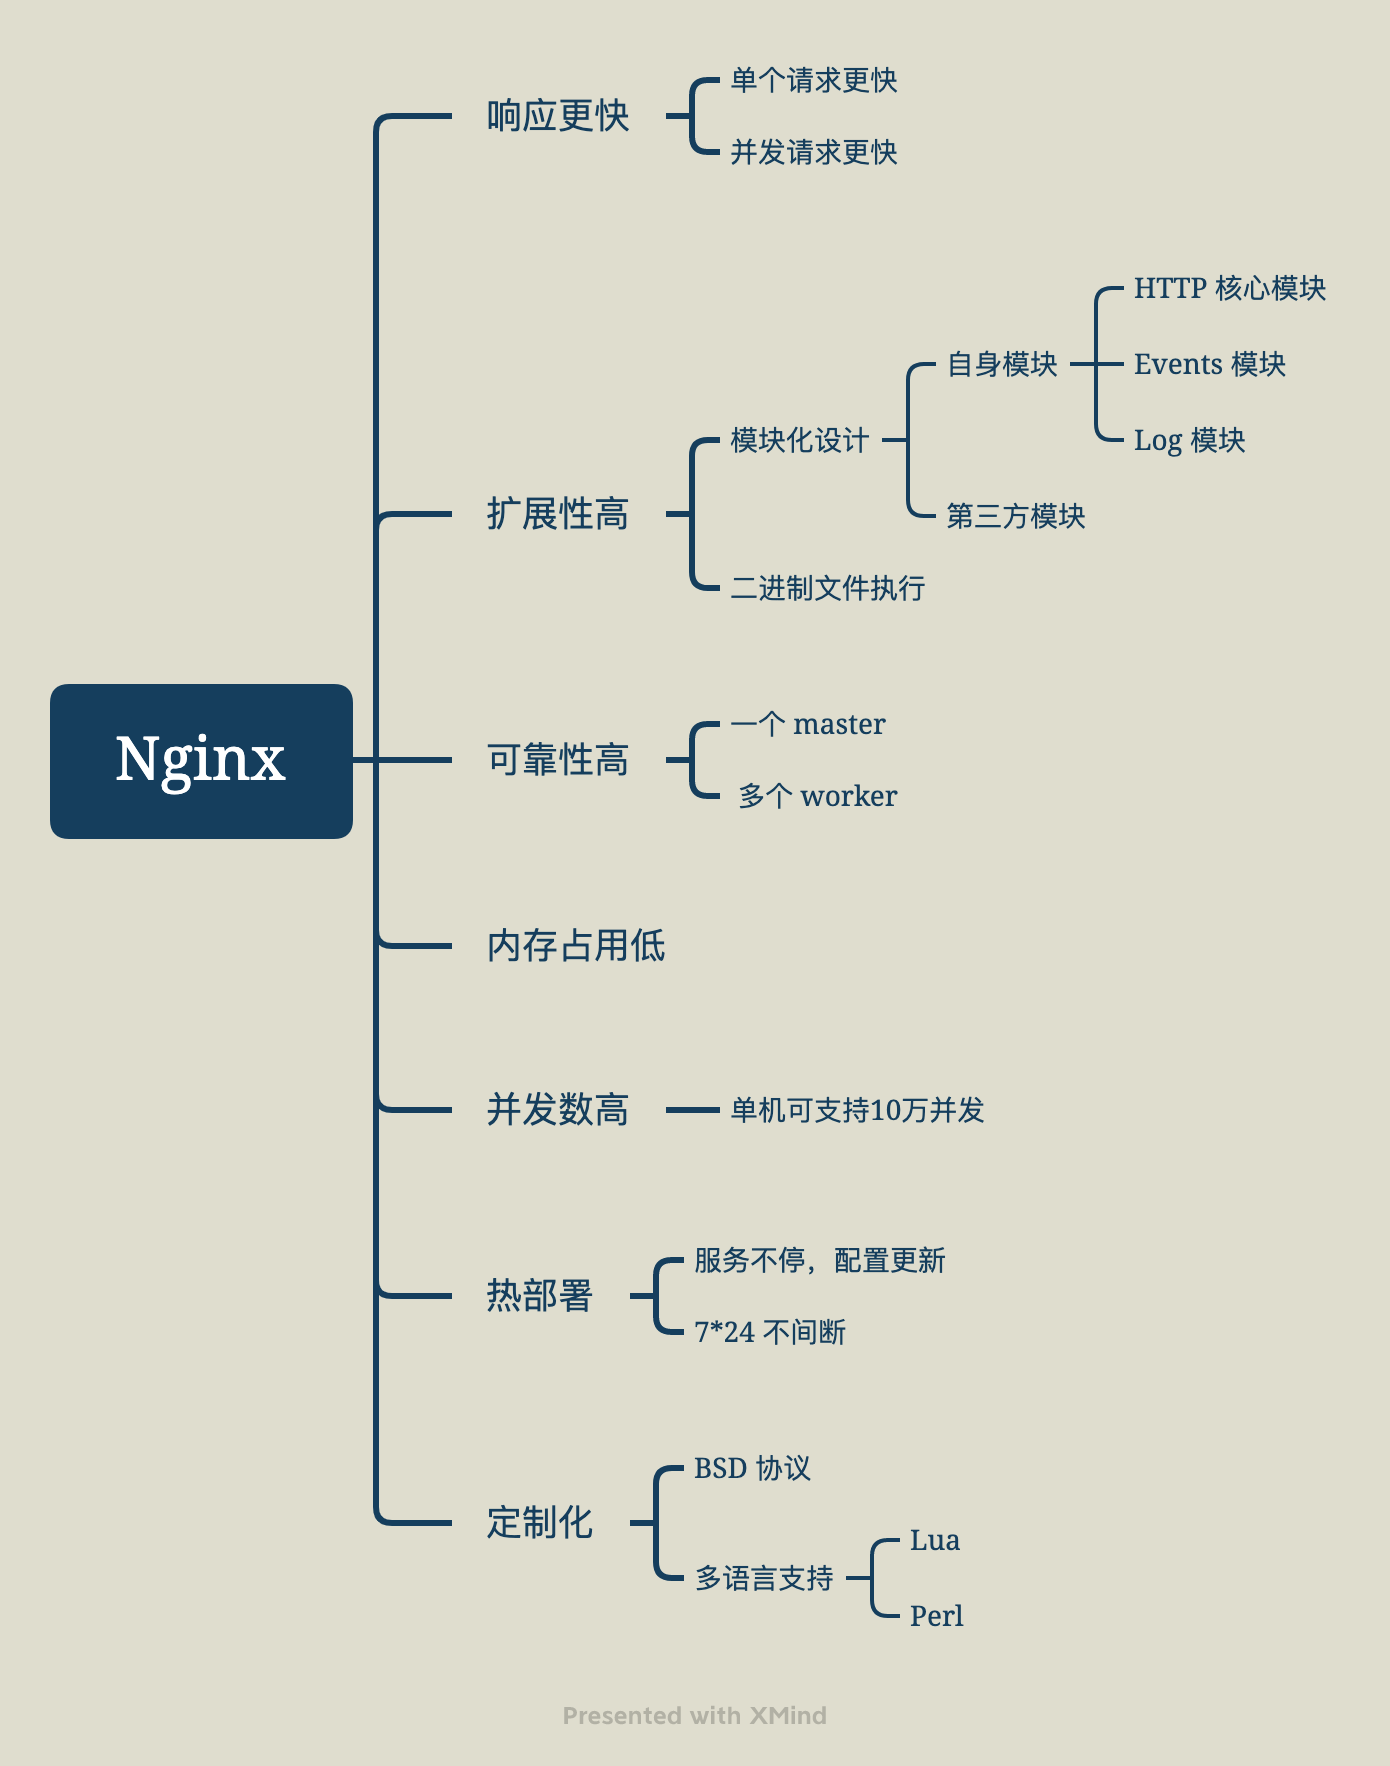 Nginx
响应更快
单个请求更快
并发请求更快
扩展性高
模块化设计
自身模块
HTTP 核心模块
Events 模块
Log 模块
第三方模块
二进制文件执行
可靠性高
一个 master
多个 worker
内存占用低
并发数高
单机可支持10万并发
热部署
服务不停，配置更新
7*24 不间断
定制化
BSD 协议
多语言支持
Lua
Perl
Presented with XMind